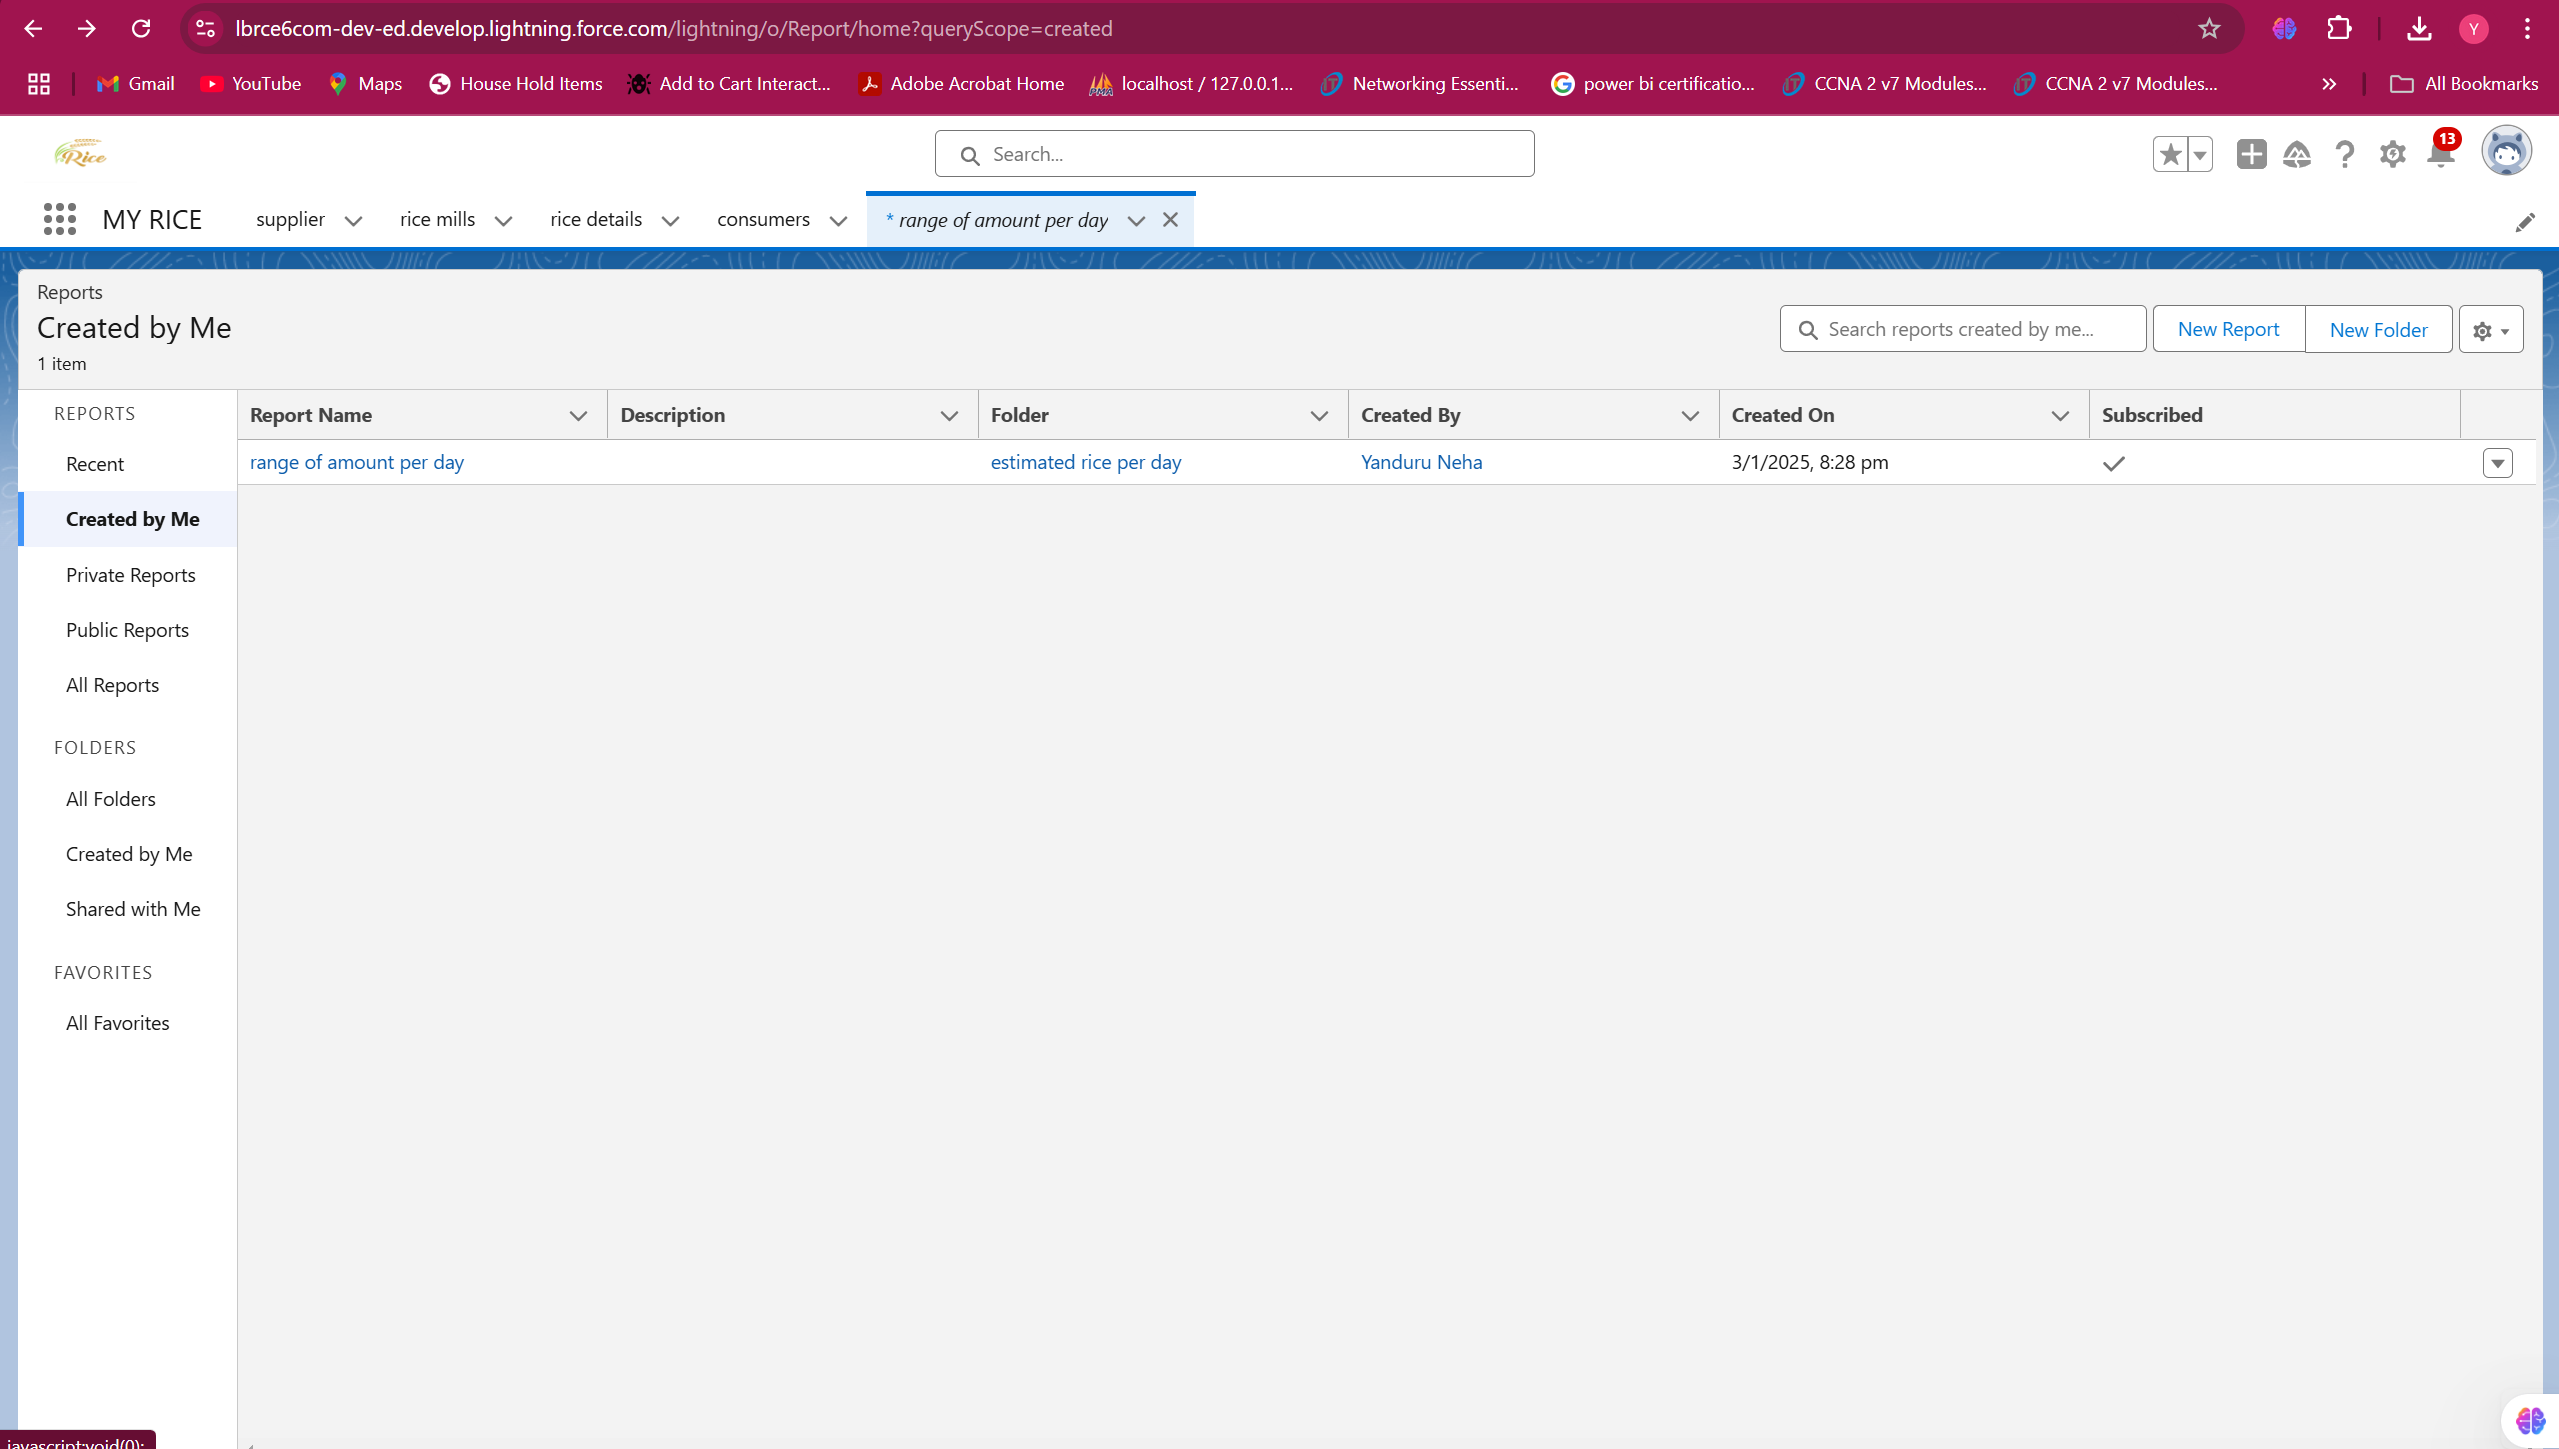 lbrce6com-dev-ed.develop.lightning.force.com/lightning/o/Report/home?queryScope=created
Y
Gmail YouTube Maps House Hold Items Add to Cart Interact... Adobe Acrobat Home localhost / 127.0.0.1... Networking Essenti... power bi certificatio... CCNA 2 v7 Modules... CCNA 2 v7 Modules... » All Bookmarks
Rice
Search...
13
MY RICE supplier rice mills rice details consumers * range of amount per day
Reports
Created by Me
1 item
Search reports created by me...
New Report
New Folder
REPORTS
Recent
Created by Me
Private Reports
Public Reports
All Reports
FOLDERS
All Folders
Created by Me
Shared with Me
FAVORITES
All Favorites
Report Name Description Folder Created By Created On Subscribed
range of amount per day estimated rice per day Yanduru Neha 3/1/2025, 8:28 pm
javascript:void(0);